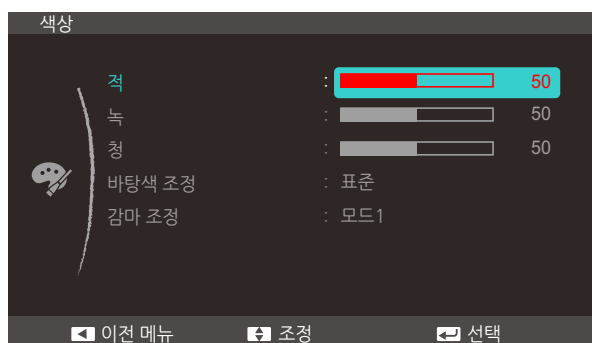 색상
적 : 50
녹 : 50
청 : 50
바탕색 조정 : 표준
감마 조정 : 모드1
이전 메뉴 조정 선택